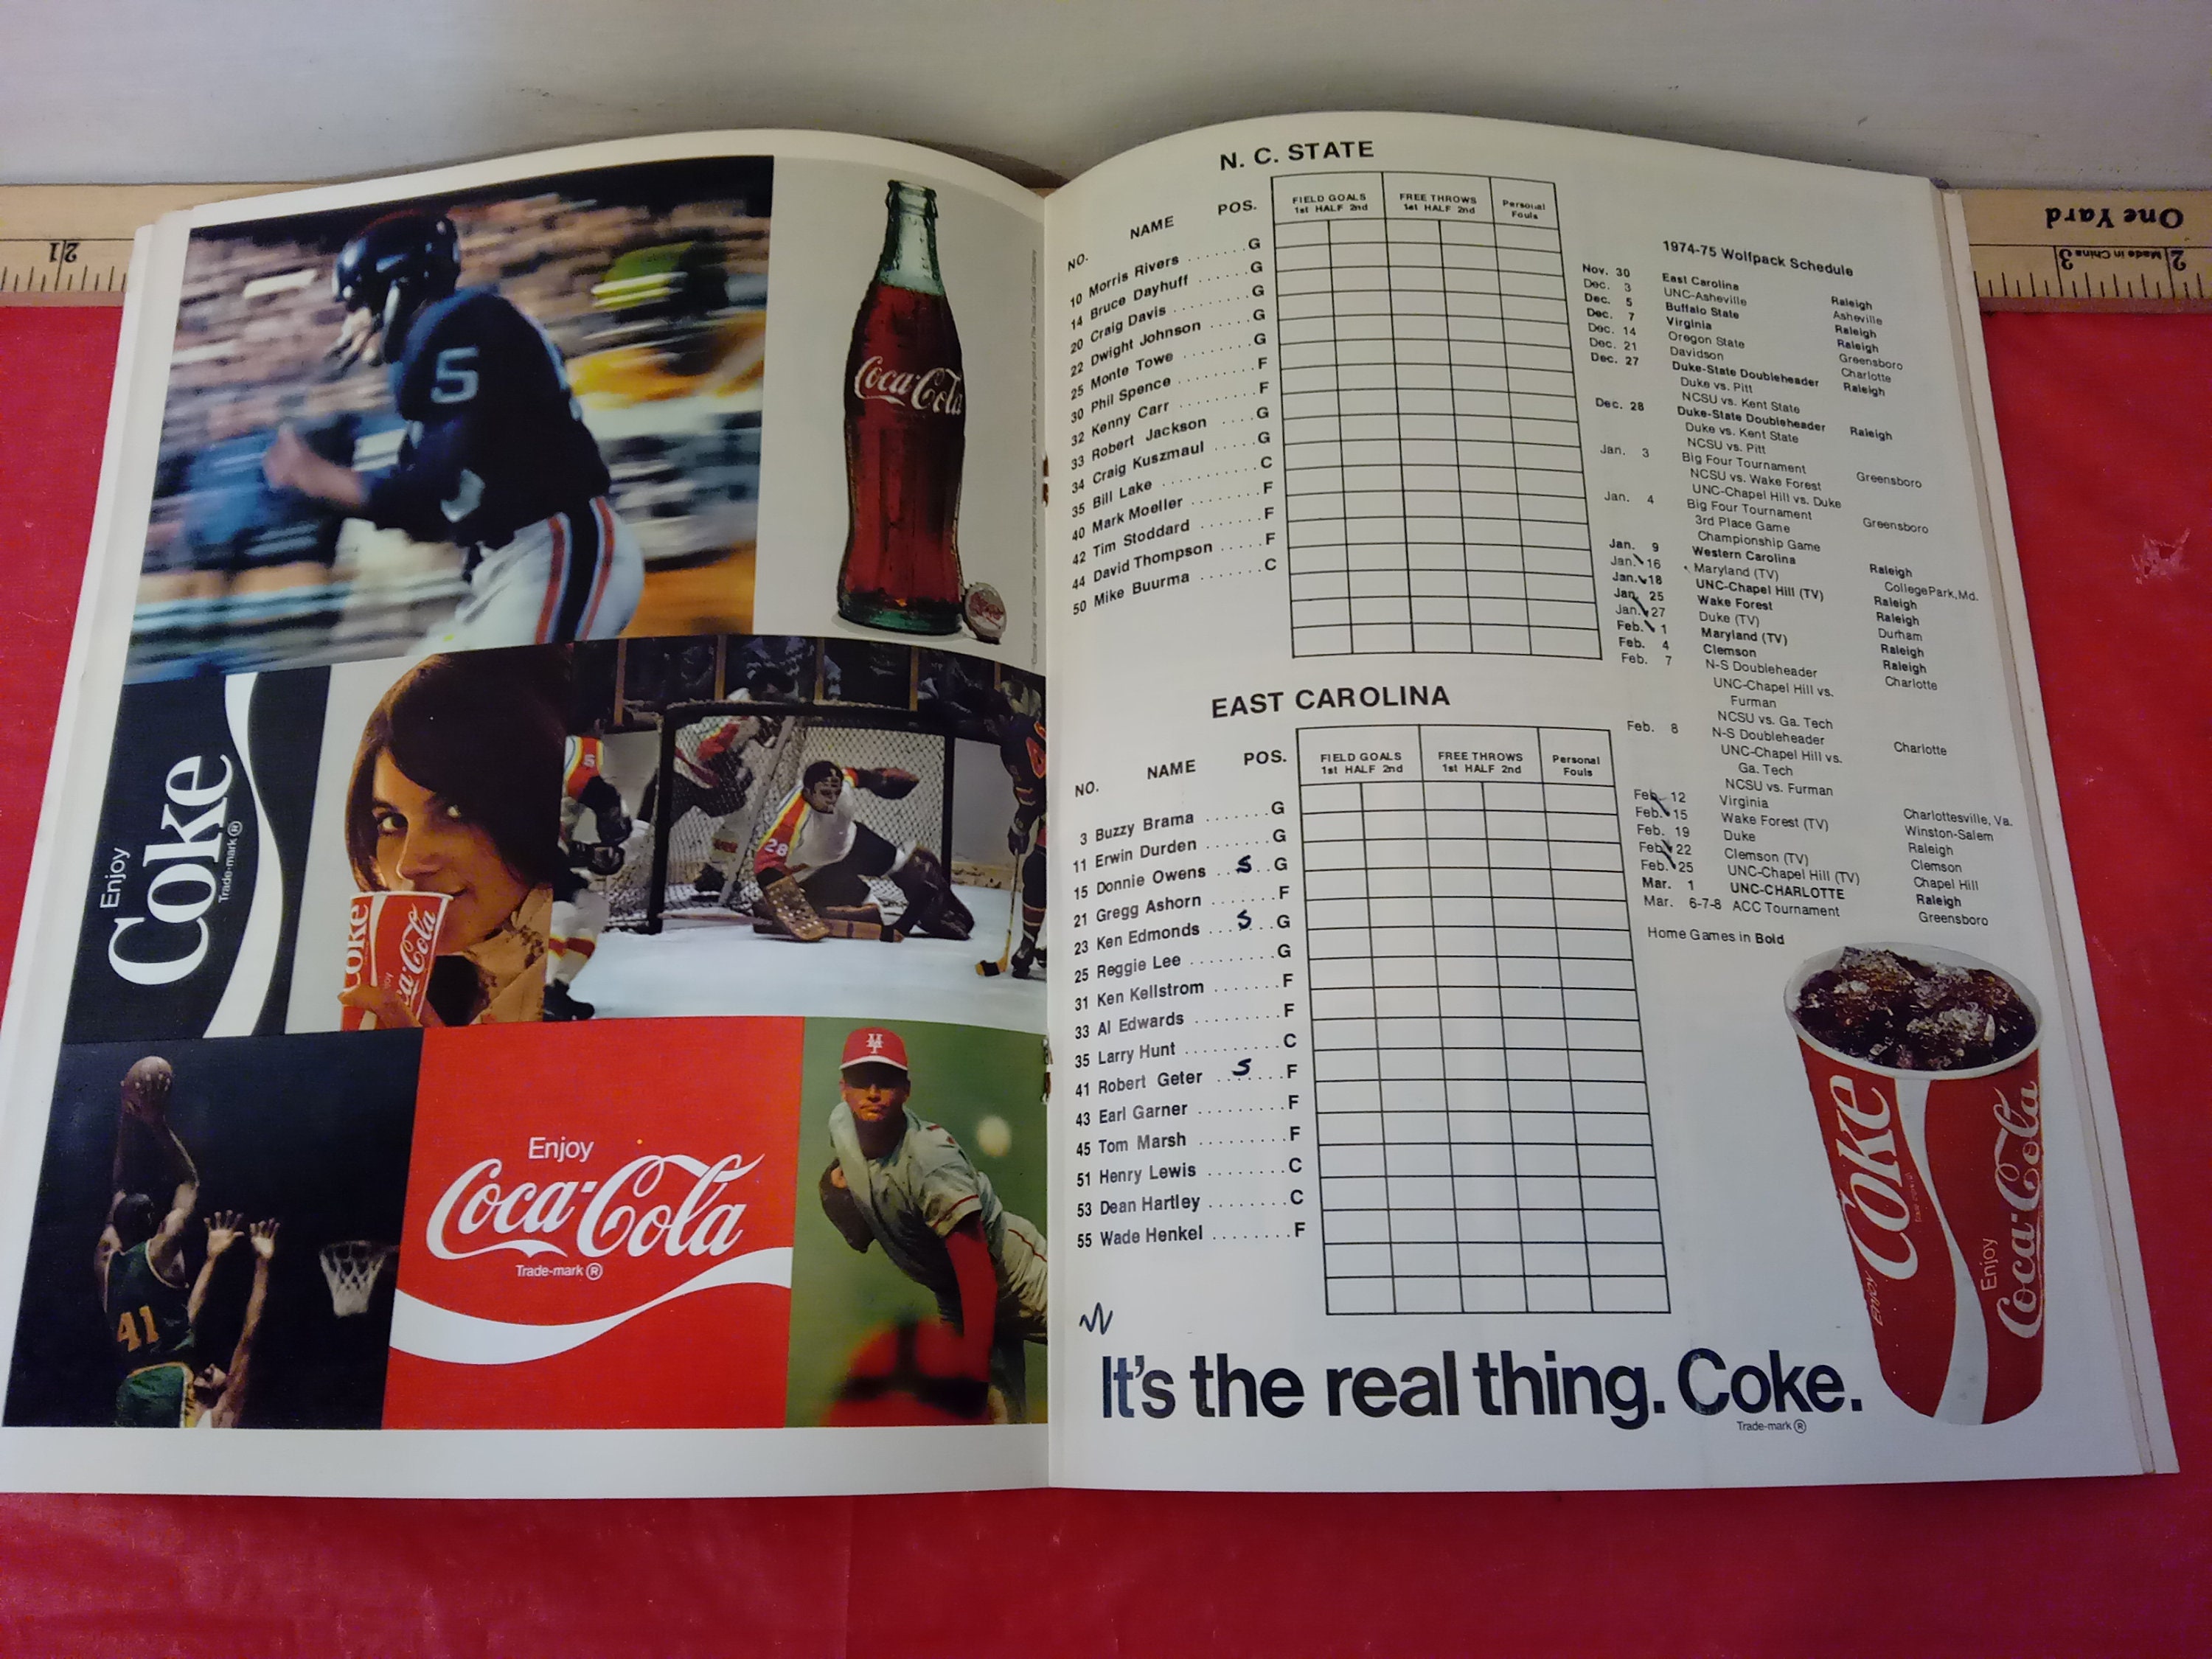 One Yard
2 Made in China 3
12
5
Coca-Cola
Enjoy
Coke
Trade-mark®
Coke
Coca-Cola
28
5
41
Enjoy
Coca-Cola
Trade-mark ®
N. C. STATE
NO. NAME POS.
FIELD GOALS FREE THROWS Personal
1st HALF 2nd 1st HALF 2nd Fouls
10 Morris Rivers ....... G
14 Bruce Dayhuff ...... G
20 Craig Davis ......... G
22 Dwight Johnson ..... G
25 Monte Towe ........ G
30 Phil Spence ......... F
32 Kenny Carr ......... F
33 Robert Jackson .... G
34 Craig Kuszmaul ..... G
35 Bill Lake ........... C
40 Mark Moeller ........ F
42 Tim Stoddard ....... F
44 David Thompson ..... F
50 Mike Buurma ....... C
1974-75 Wolfpack Schedule
Nov. 30 East Carolina Raleigh
Dec. 3 UNC-Asheville Asheville
Dec. 5 Buffalo State Raleigh
Dec. 7 Virginia Raleigh
Dec. 14 Oregon State Greensboro
Dec. 21 Davidson Charlotte
Dec. 27 Duke-State Doubleheader Raleigh
Duke vs. Pitt
NCSU vs. Kent State
Dec. 28 Duke-State Doubleheader Raleigh
Duke vs. Kent State
NCSU vs. Pitt
Jan. 3 Big Four Tournament Greensboro
NCSU vs. Wake Forest
UNC-Chapel Hill vs. Duke
Jan. 4 Big Four Tournament Greensboro
3rd Place Game
Championship Game
Jan. 9 Western Carolina Raleigh
Jan. 16 Maryland (TV) College Park, Md.
Jan. 18 UNC-Chapel Hill (TV) Raleigh
Jan. 25 Wake Forest Raleigh
Jan. 27 Duke (TV) Durham
Feb. 1 Maryland (TV) Raleigh
Feb. 4 Clemson Raleigh
Feb. 7 N-S Doubleheader Charlotte
UNC-Chapel Hill vs.
Furman
NCSU vs. Ga. Tech
Feb. 8 N-S Doubleheader Charlotte
UNC-Chapel Hill vs.
Ga. Tech
NCSU vs. Furman
Feb. 12 Virginia Charlottesville, Va.
Feb. 15 Wake Forest (TV) Winston-Salem
Feb. 19 Duke Raleigh
Feb. 22 Clemson (TV) Clemson
Feb. 25 UNC-Chapel Hill (TV) Chapel Hill
Mar. 1 UNC-CHARLOTTE Raleigh
Mar. 6-7-8 ACC Tournament Greensboro
Home Games in Bold
EAST CAROLINA
NO. NAME POS.
FIELD GOALS FREE THROWS Personal
1st HALF 2nd 1st HALF 2nd Fouls
3 Buzzy Brama ....... G
11 Erwin Durden ....... G
15 Donnie Owens .. S .. G
21 Gregg Ashorn ....... F
23 Ken Edmonds ... S ... G
25 Reggie Lee ......... G
31 Ken Kellstrom ....... F
33 Al Edwards ......... F
35 Larry Hunt .......... C
41 Robert Geter .. S .... F
43 Earl Garner ......... F
45 Tom Marsh ......... F
51 Henry Lewis ........ C
53 Dean Hartley ........ C
55 Wade Henkel ........ F
Enjoy
Coke
Enjoy
Coca-Cola
It's the real thing. Coke.
Trade-mark ®